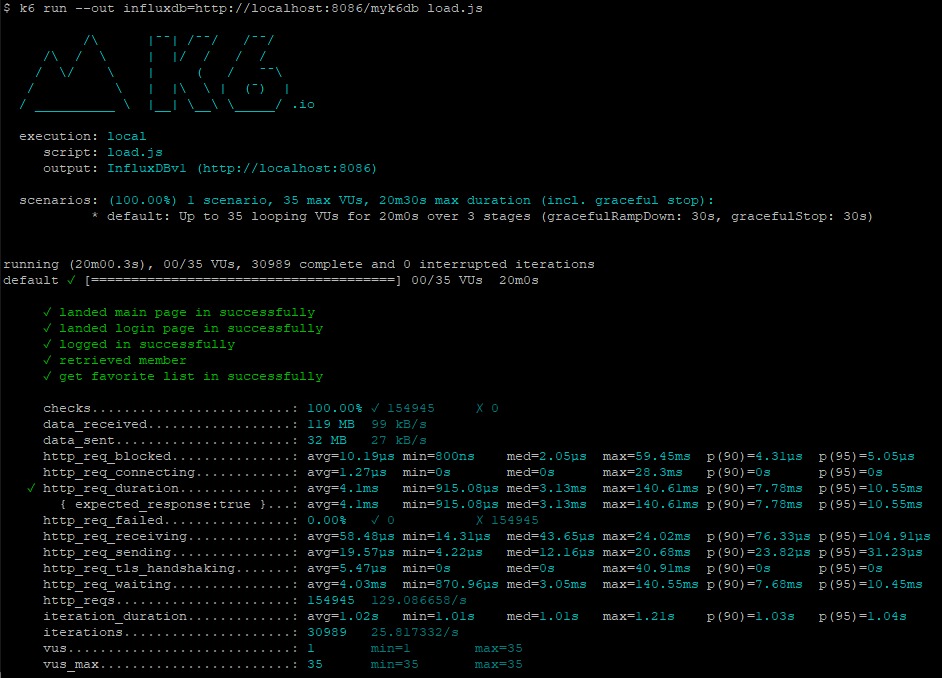 $ k6 run --out influxdb=http://localhost:8086/myk6db load.js
          /\      |‾‾| /‾‾/   /‾‾/
     /\  /  \     |  |/  /   /  /
    /  \/    \    |     (   /   ‾‾\
   /          \   |  |\  \ |  (‾)  |
  / __________ \  |__| \__\ \_____/ .io
execution: local
script: load.js
output: InfluxDBv1 (http://localhost:8086)
scenarios: (100.00%) 1 scenario, 35 max VUs, 20m30s max duration (incl. graceful stop):
* default: Up to 35 looping VUs for 20m0s over 3 stages (gracefulRampDown: 30s, gracefulStop: 30s)
running (20m00.3s), 00/35 VUs, 30989 complete and 0 interrupted iterations
default ✓ [======================================] 00/35 VUs  20m0s
✓ landed main page in successfully
✓ landed login page in successfully
✓ logged in successfully
✓ retrieved member
✓ get favorite list in successfully
checks.........................: 100.00% ✓ 154945     ✗ 0
data_received..................: 119 MB  99 kB/s
data_sent......................: 32 MB   27 kB/s
http_req_blocked...............: avg=10.19µs min=800ns    med=2.05µs  max=59.45ms  p(90)=4.31µs  p(95)=5.05µs
http_req_connecting............: avg=1.27µs  min=0s       med=0s      max=28.3ms   p(90)=0s      p(95)=0s
✓ http_req_duration..............: avg=4.1ms   min=915.08µs med=3.13ms  max=140.61ms p(90)=7.78ms  p(95)=10.55ms
{ expected_response:true }...: avg=4.1ms   min=915.08µs med=3.13ms  max=140.61ms p(90)=7.78ms  p(95)=10.55ms
http_req_failed................: 0.00%   ✓ 0          ✗ 154945
http_req_receiving.............: avg=58.48µs min=14.31µs  med=43.65µs max=24.02ms  p(90)=76.33µs p(95)=104.91µs
http_req_sending...............: avg=19.57µs min=4.22µs   med=12.16µs max=20.68ms  p(90)=23.82µs p(95)=31.23µs
http_req_tls_handshaking.......: avg=5.47µs  min=0s       med=0s      max=40.91ms  p(90)=0s      p(95)=0s
http_req_waiting...............: avg=4.03ms  min=870.96µs med=3.05ms  max=140.55ms p(90)=7.68ms  p(95)=10.45ms
http_reqs......................: 154945  129.086658/s
iteration_duration.............: avg=1.02s   min=1.01s    med=1.01s   max=1.21s    p(90)=1.03s   p(95)=1.04s
iterations.....................: 30989   25.817332/s
vus............................: 1       min=1        max=35
vus_max........................: 35      min=35       max=35